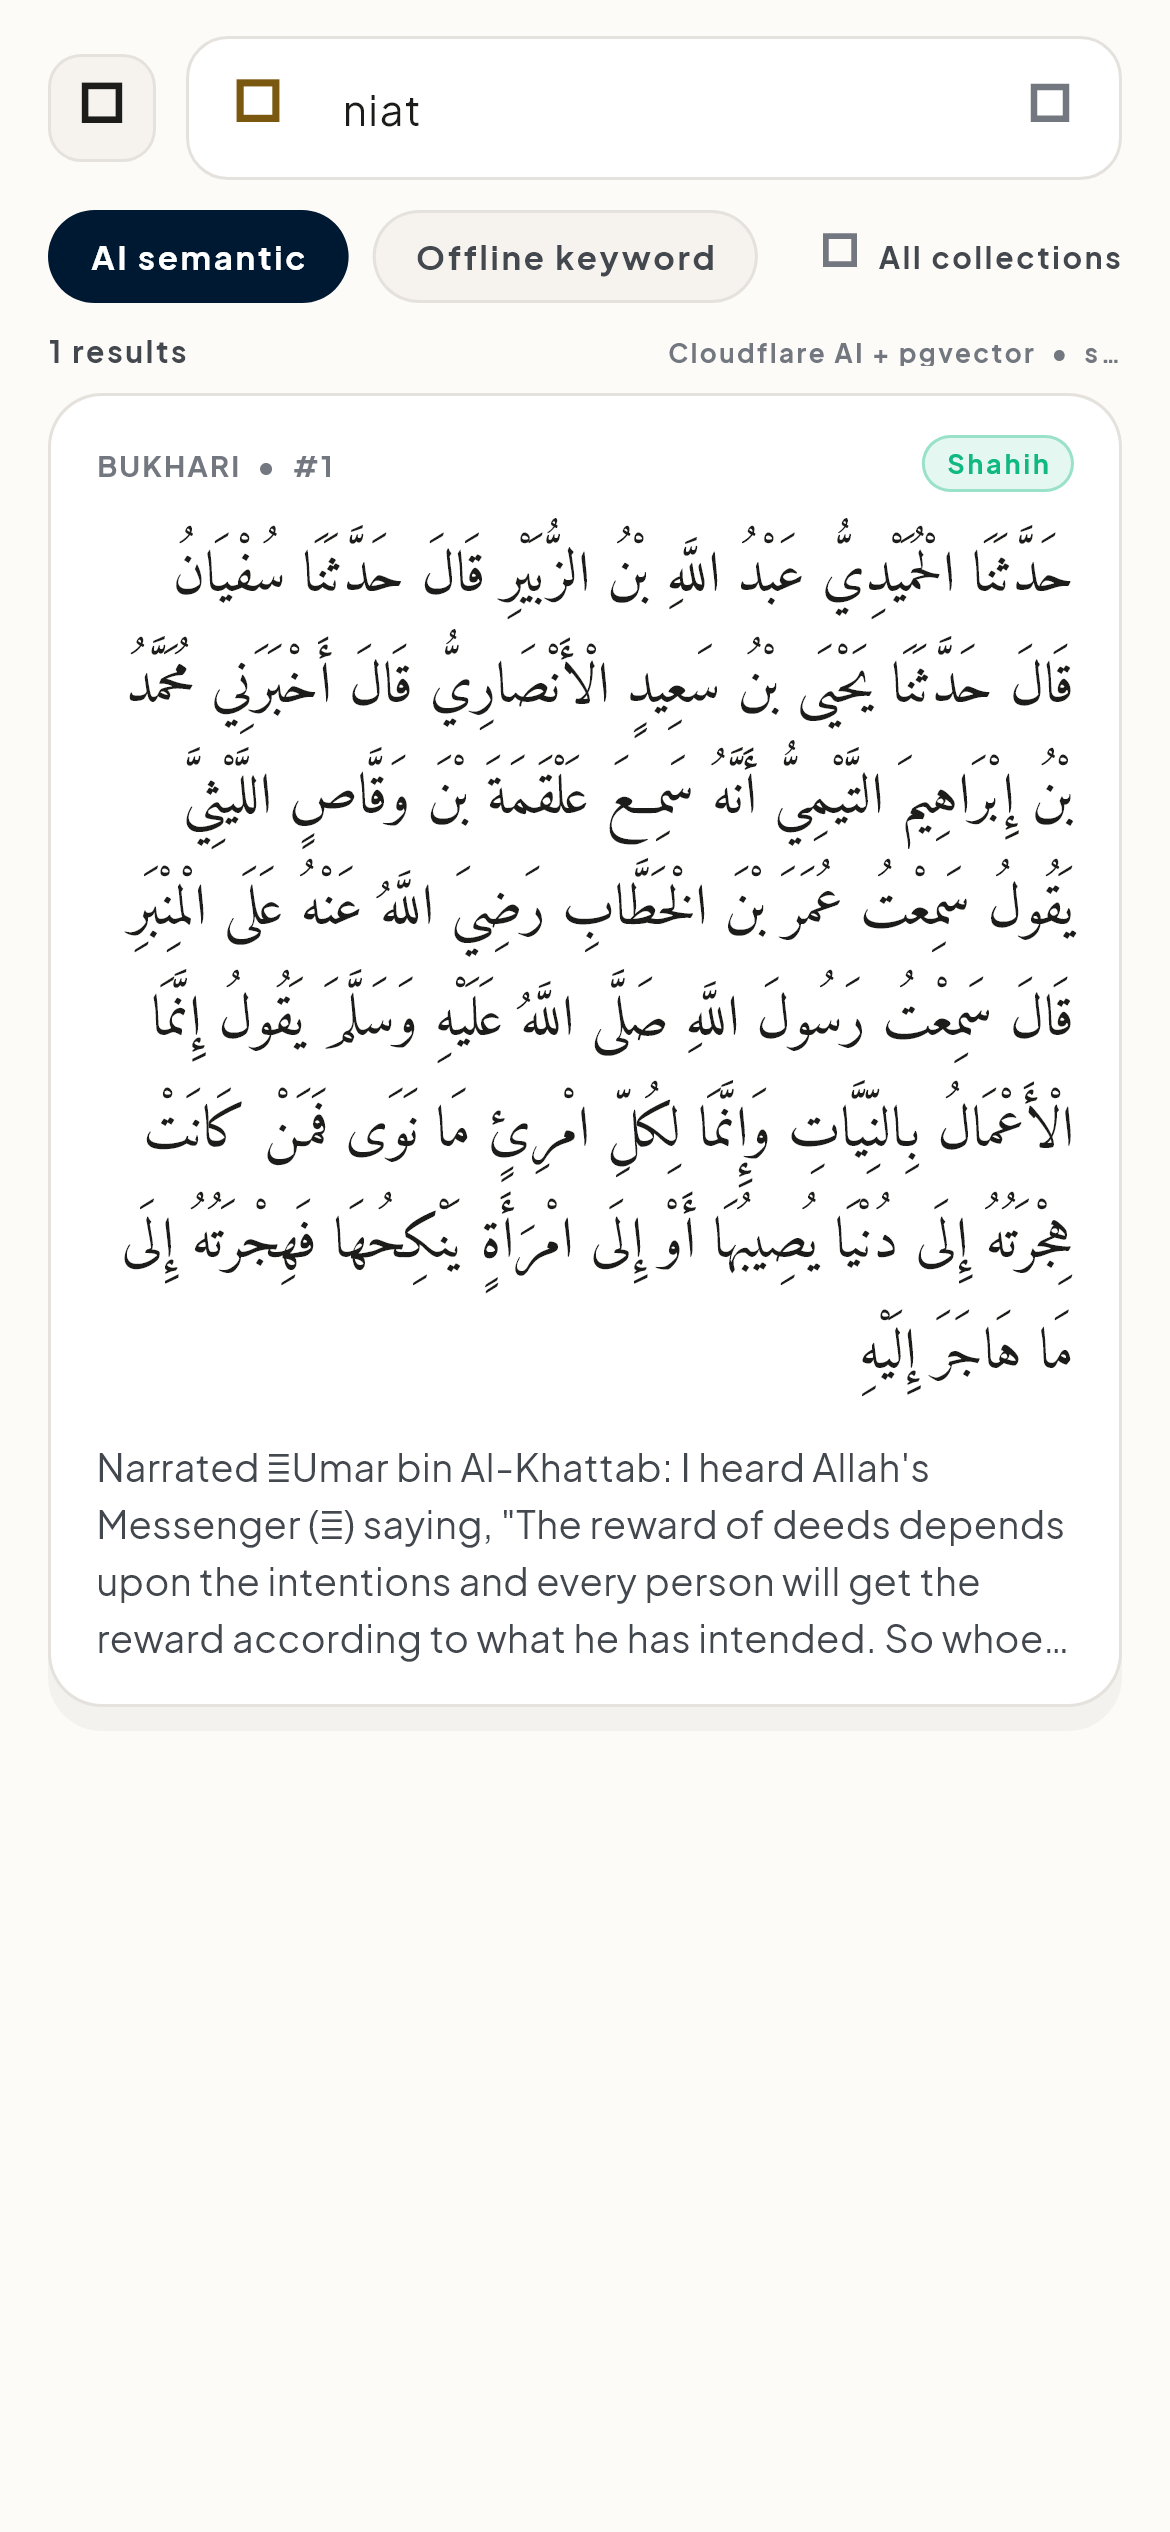 niat
AI semantic
Offline keyword
All collections
1 results
Cloudflare AI + pgvector • s…
BUKHARI • #1
Shahih
حَدَّثَنَا الْحُمَيْدِيُّ عَبْدُ اللَّهِ بْنُ الزُّبَيْرِ قَالَ حَدَّثَنَا سُفْيَانُ
قَالَ حَدَّثَنَا يَحْيَى بْنُ سَعِيدٍ الْأَنْصَارِيُّ قَالَ أَخْبَرَنِي مُحَمَّدُ
بْنُ إِبْرَاهِيمَ التَّيْمِيُّ أَنَّهُ سَمِعَ عَلْقَمَةَ بْنَ وَقَّاصٍ اللَّيْثِيَّ
يَقُولُ سَمِعْتُ عُمَرَ بْنَ الْخَطَّابِ رَضِيَ اللَّهُ عَنْهُ عَلَى الْمِنْبَرِ
قَالَ سَمِعْتُ رَسُولَ اللَّهِ صَلَّى اللَّهُ عَلَيْهِ وَسَلَّمَ يَقُولُ إِنَّمَا
الْأَعْمَالُ بِالنِّيَّاتِ وَإِنَّمَا لِكُلِّ امْرِئٍ مَا نَوَى فَمَنْ كَانَتْ
هِجْرَتُهُ إِلَى دُنْيَا يُصِيبُهَا أَوْ إِلَى امْرَأَةٍ يَنْكِحُهَا فَهِجْرَتُهُ إِلَى
مَا هَاجَرَ إِلَيْهِ
Narrated Umar bin Al-Khattab: I heard Allah's
Messenger () saying, "The reward of deeds depends
upon the intentions and every person will get the
reward according to what he has intended. So whoe…